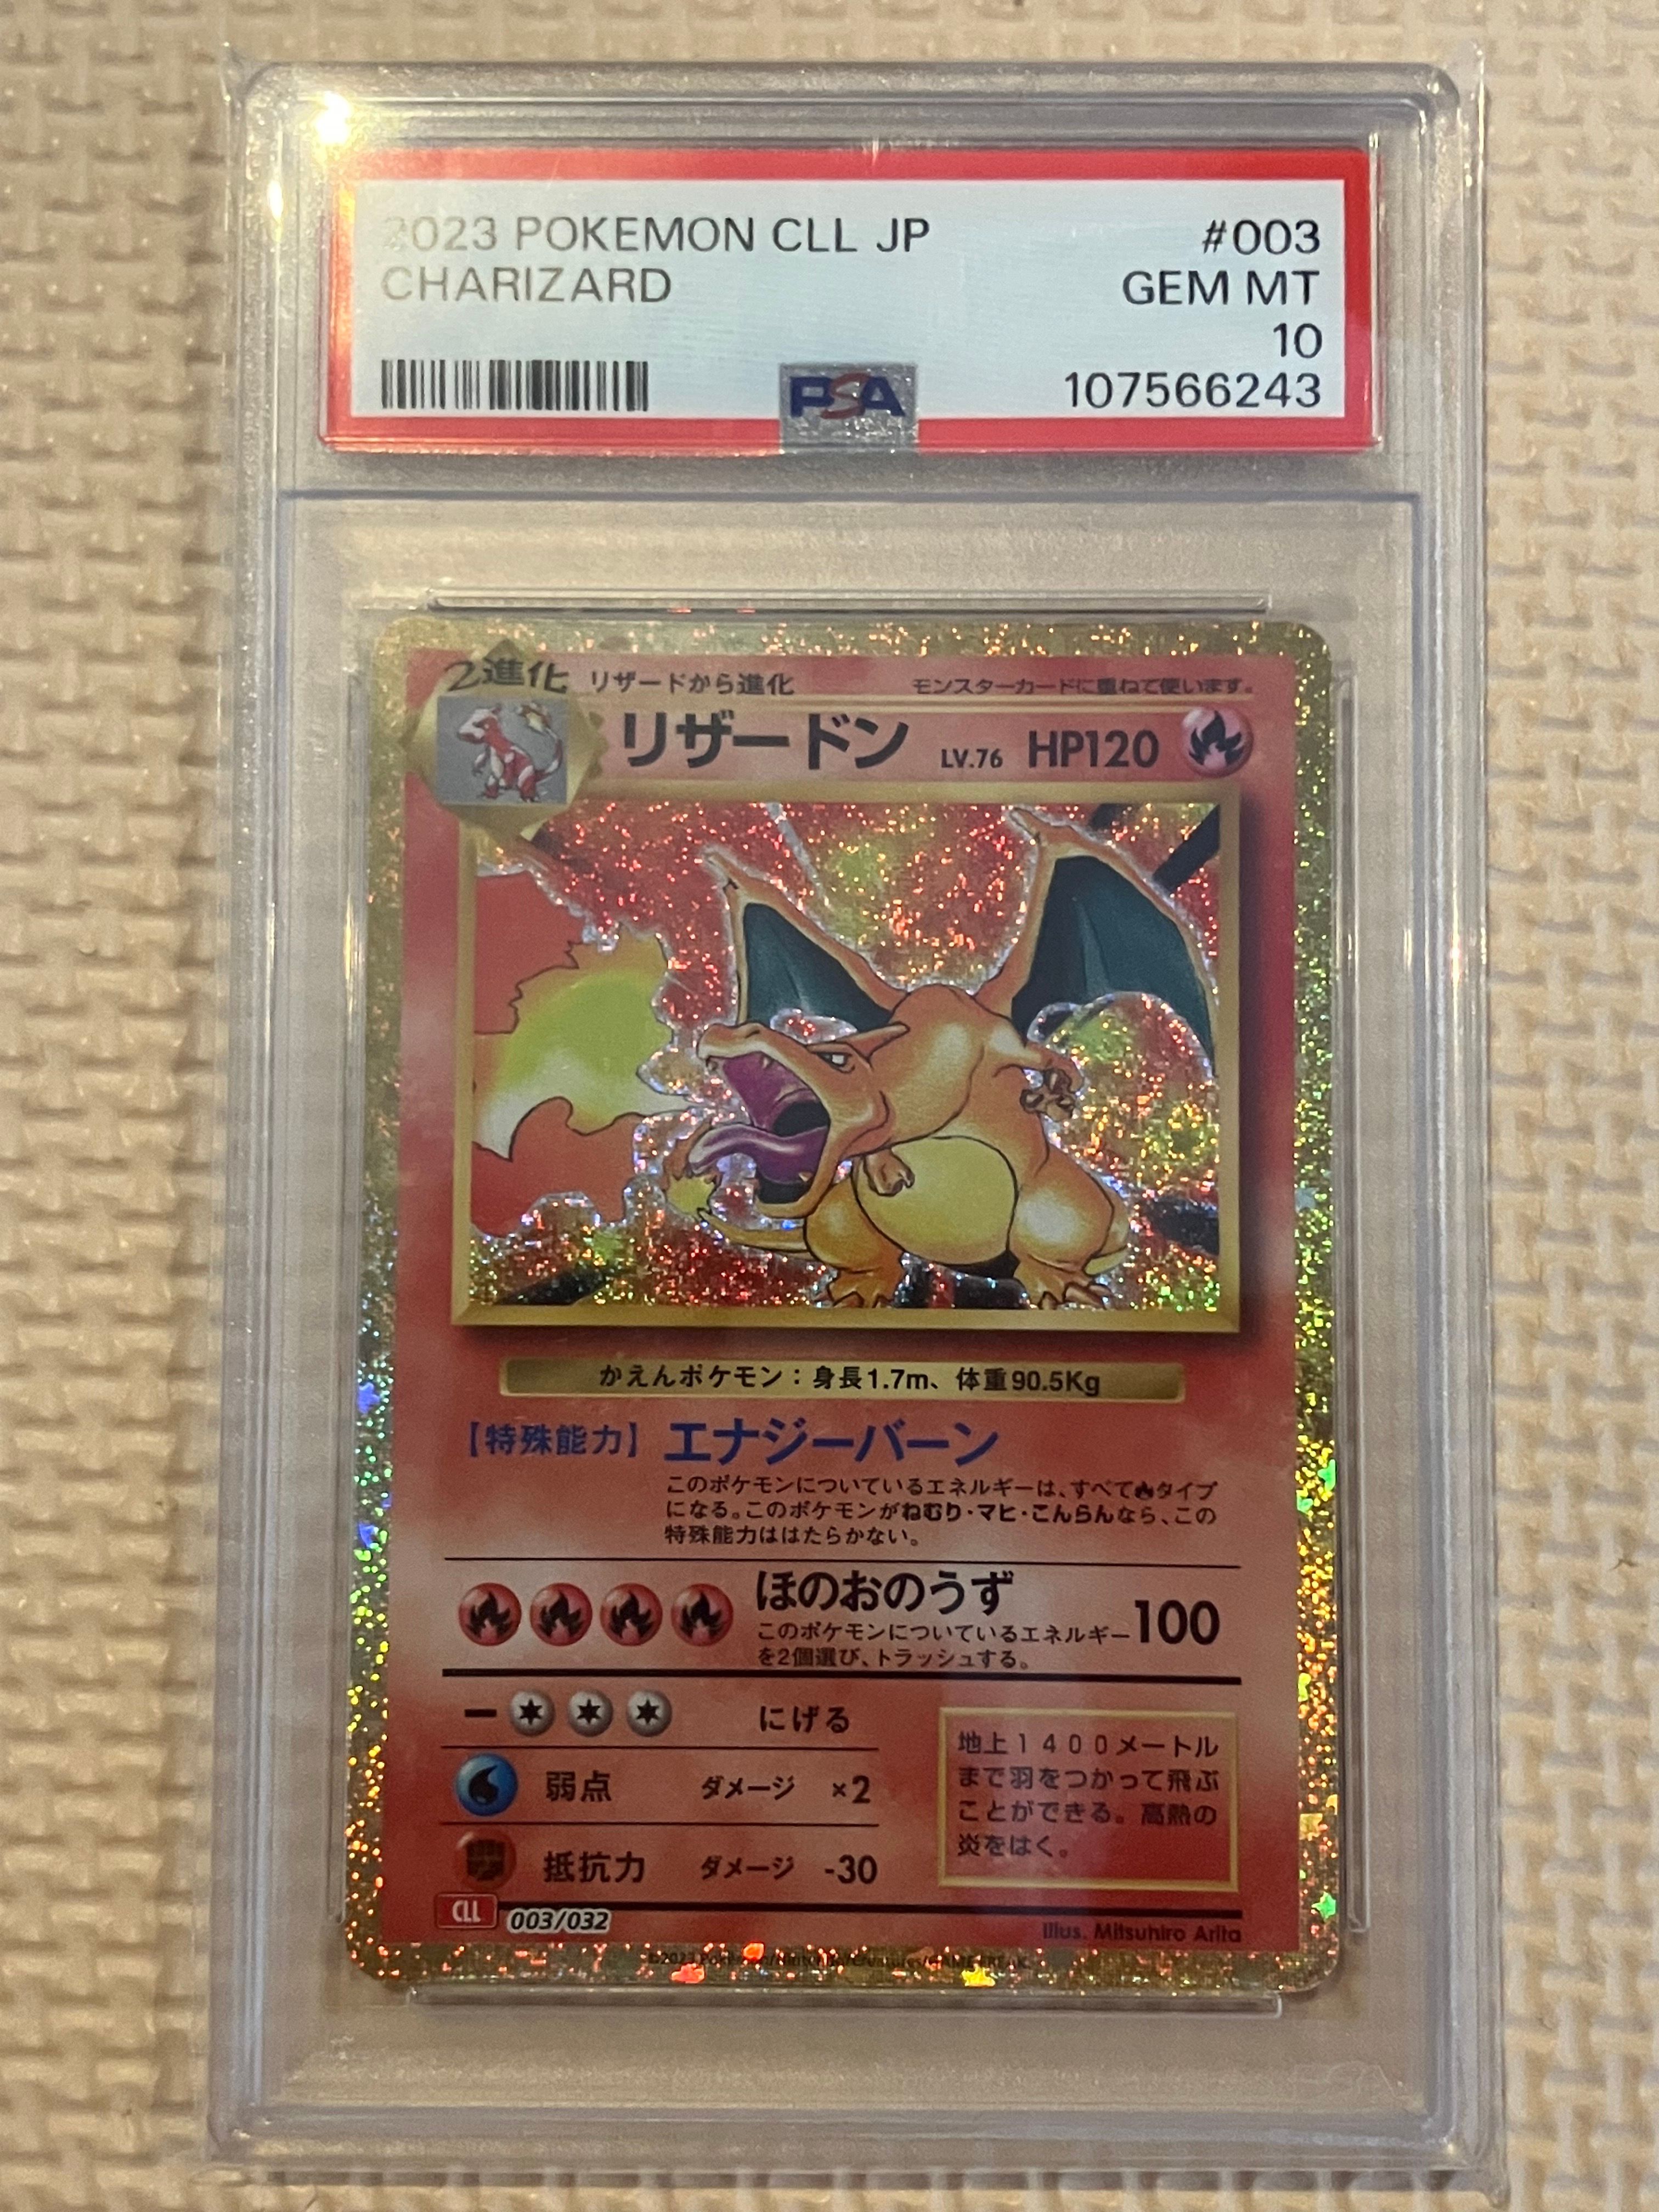 2023 POKEMON CLL JP #003
CHARIZARD GEM MT
10
PSA 107566243
2進化 リザードから進化 モンスターカードに重ねて使います。
リザードン LV.76 HP120
かえんポケモン：身長1.7m、体重90.5Kg
【特殊能力】エナジーバーン
このポケモンについているエネルギーは、すべて タイプ
になる。このポケモンがねむり・マヒ・こんらんなら、この
特殊能力ははたらかない。
ほのおのうず 100
このポケモンについているエネルギー
を2個選び、トラッシュする。
ー にげる
弱点 ダメージ ×2
抵抗力 ダメージ -30
地上1400メートル
まで羽をつかって飛ぶ
ことができる。高熱の
炎をはく。
CLL 003/032 Illus. Mitsuhiro Arita
©2023 Pokémon/Nintendo/Creatures/GAME FREAK.